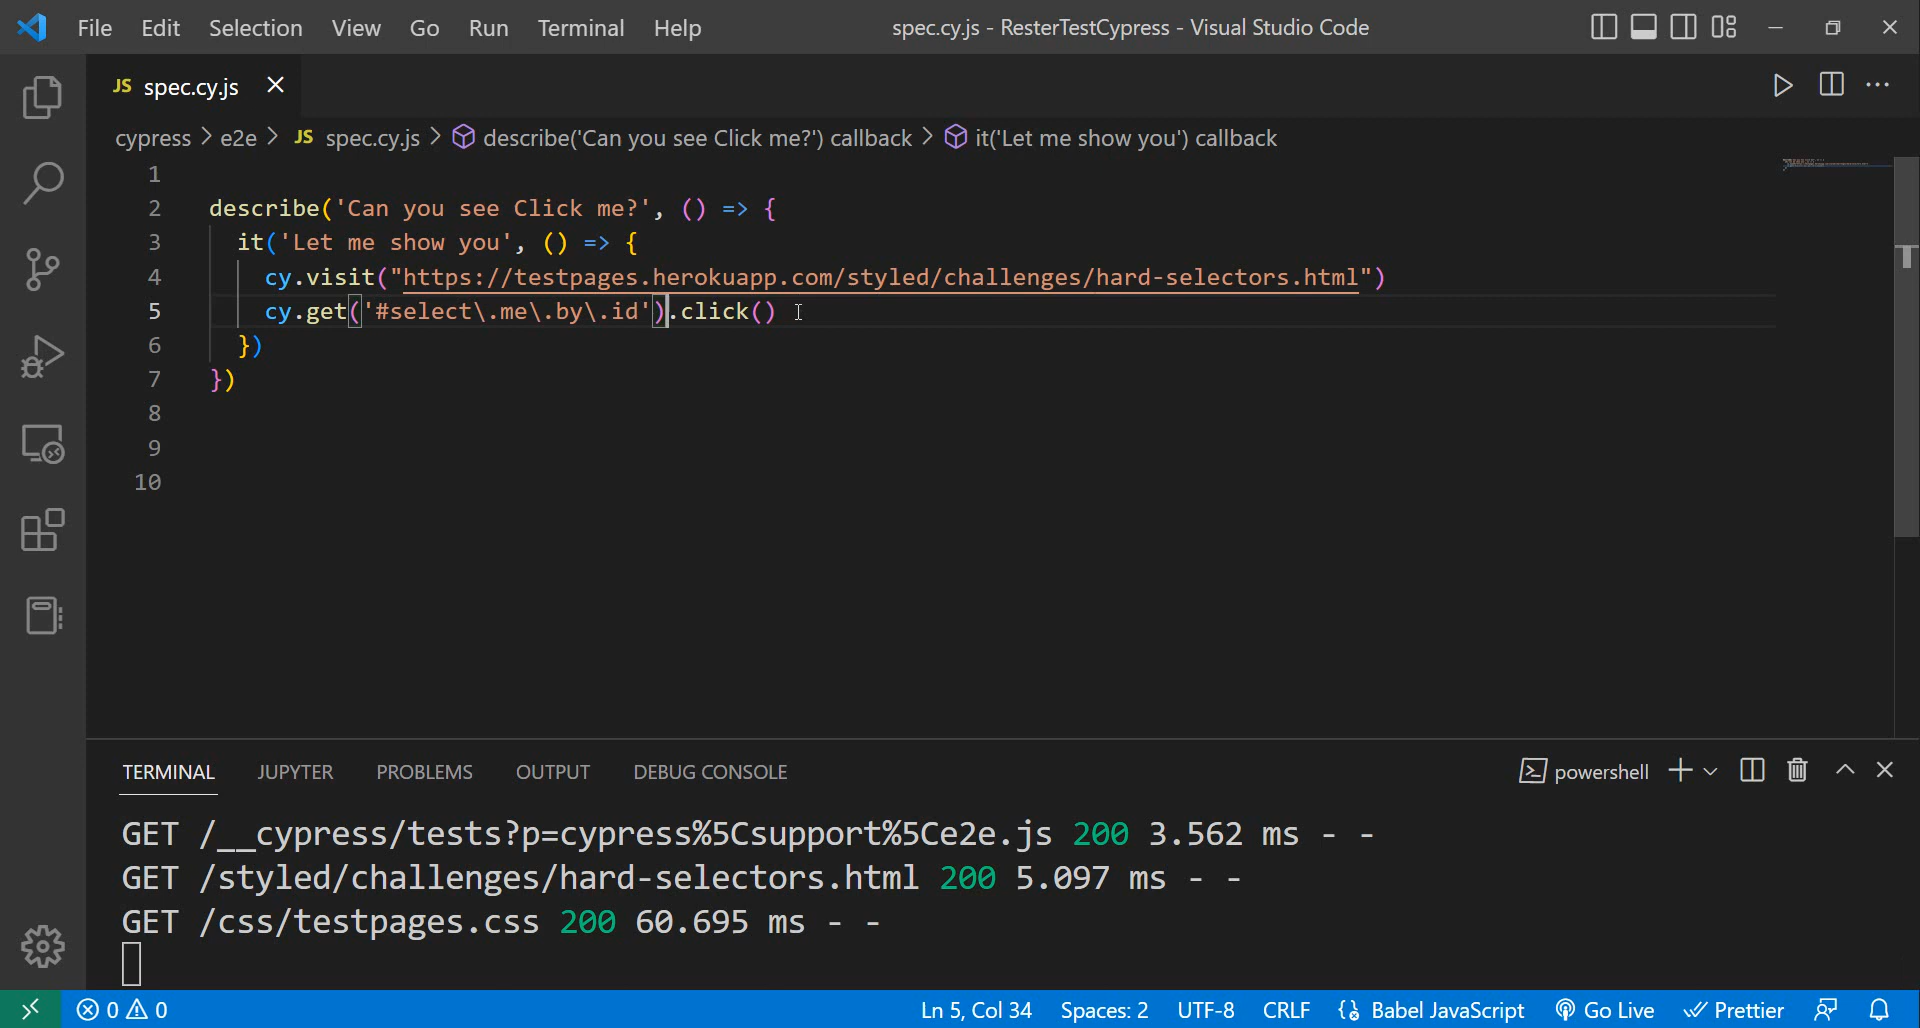 File Edit Selection View Go Run Terminal Help spec.cy.js - ResterTestCypress - Visual Studio Code
JS spec.cy.js
cypress > e2e > JS spec.cy.js > describe('Can you see Click me?') callback > it('Let me show you') callback
1
2 describe('Can you see Click me?', () => {
3 it('Let me show you', () => {
4 cy.visit("https://testpages.herokuapp.com/styled/challenges/hard-selectors.html")
5 cy.get('#select\.me\.by\.id').click()
6 })
7 })
8
9
10
TERMINAL JUPYTER PROBLEMS OUTPUT DEBUG CONSOLE powershell
GET /__cypress/tests?p=cypress%5Csupport%5Ce2e.js 200 3.562 ms - -
GET /styled/challenges/hard-selectors.html 200 5.097 ms - -
GET /css/testpages.css 200 60.695 ms - -
0 0 Ln 5, Col 34 Spaces: 2 UTF-8 CRLF Babel JavaScript Go Live Prettier